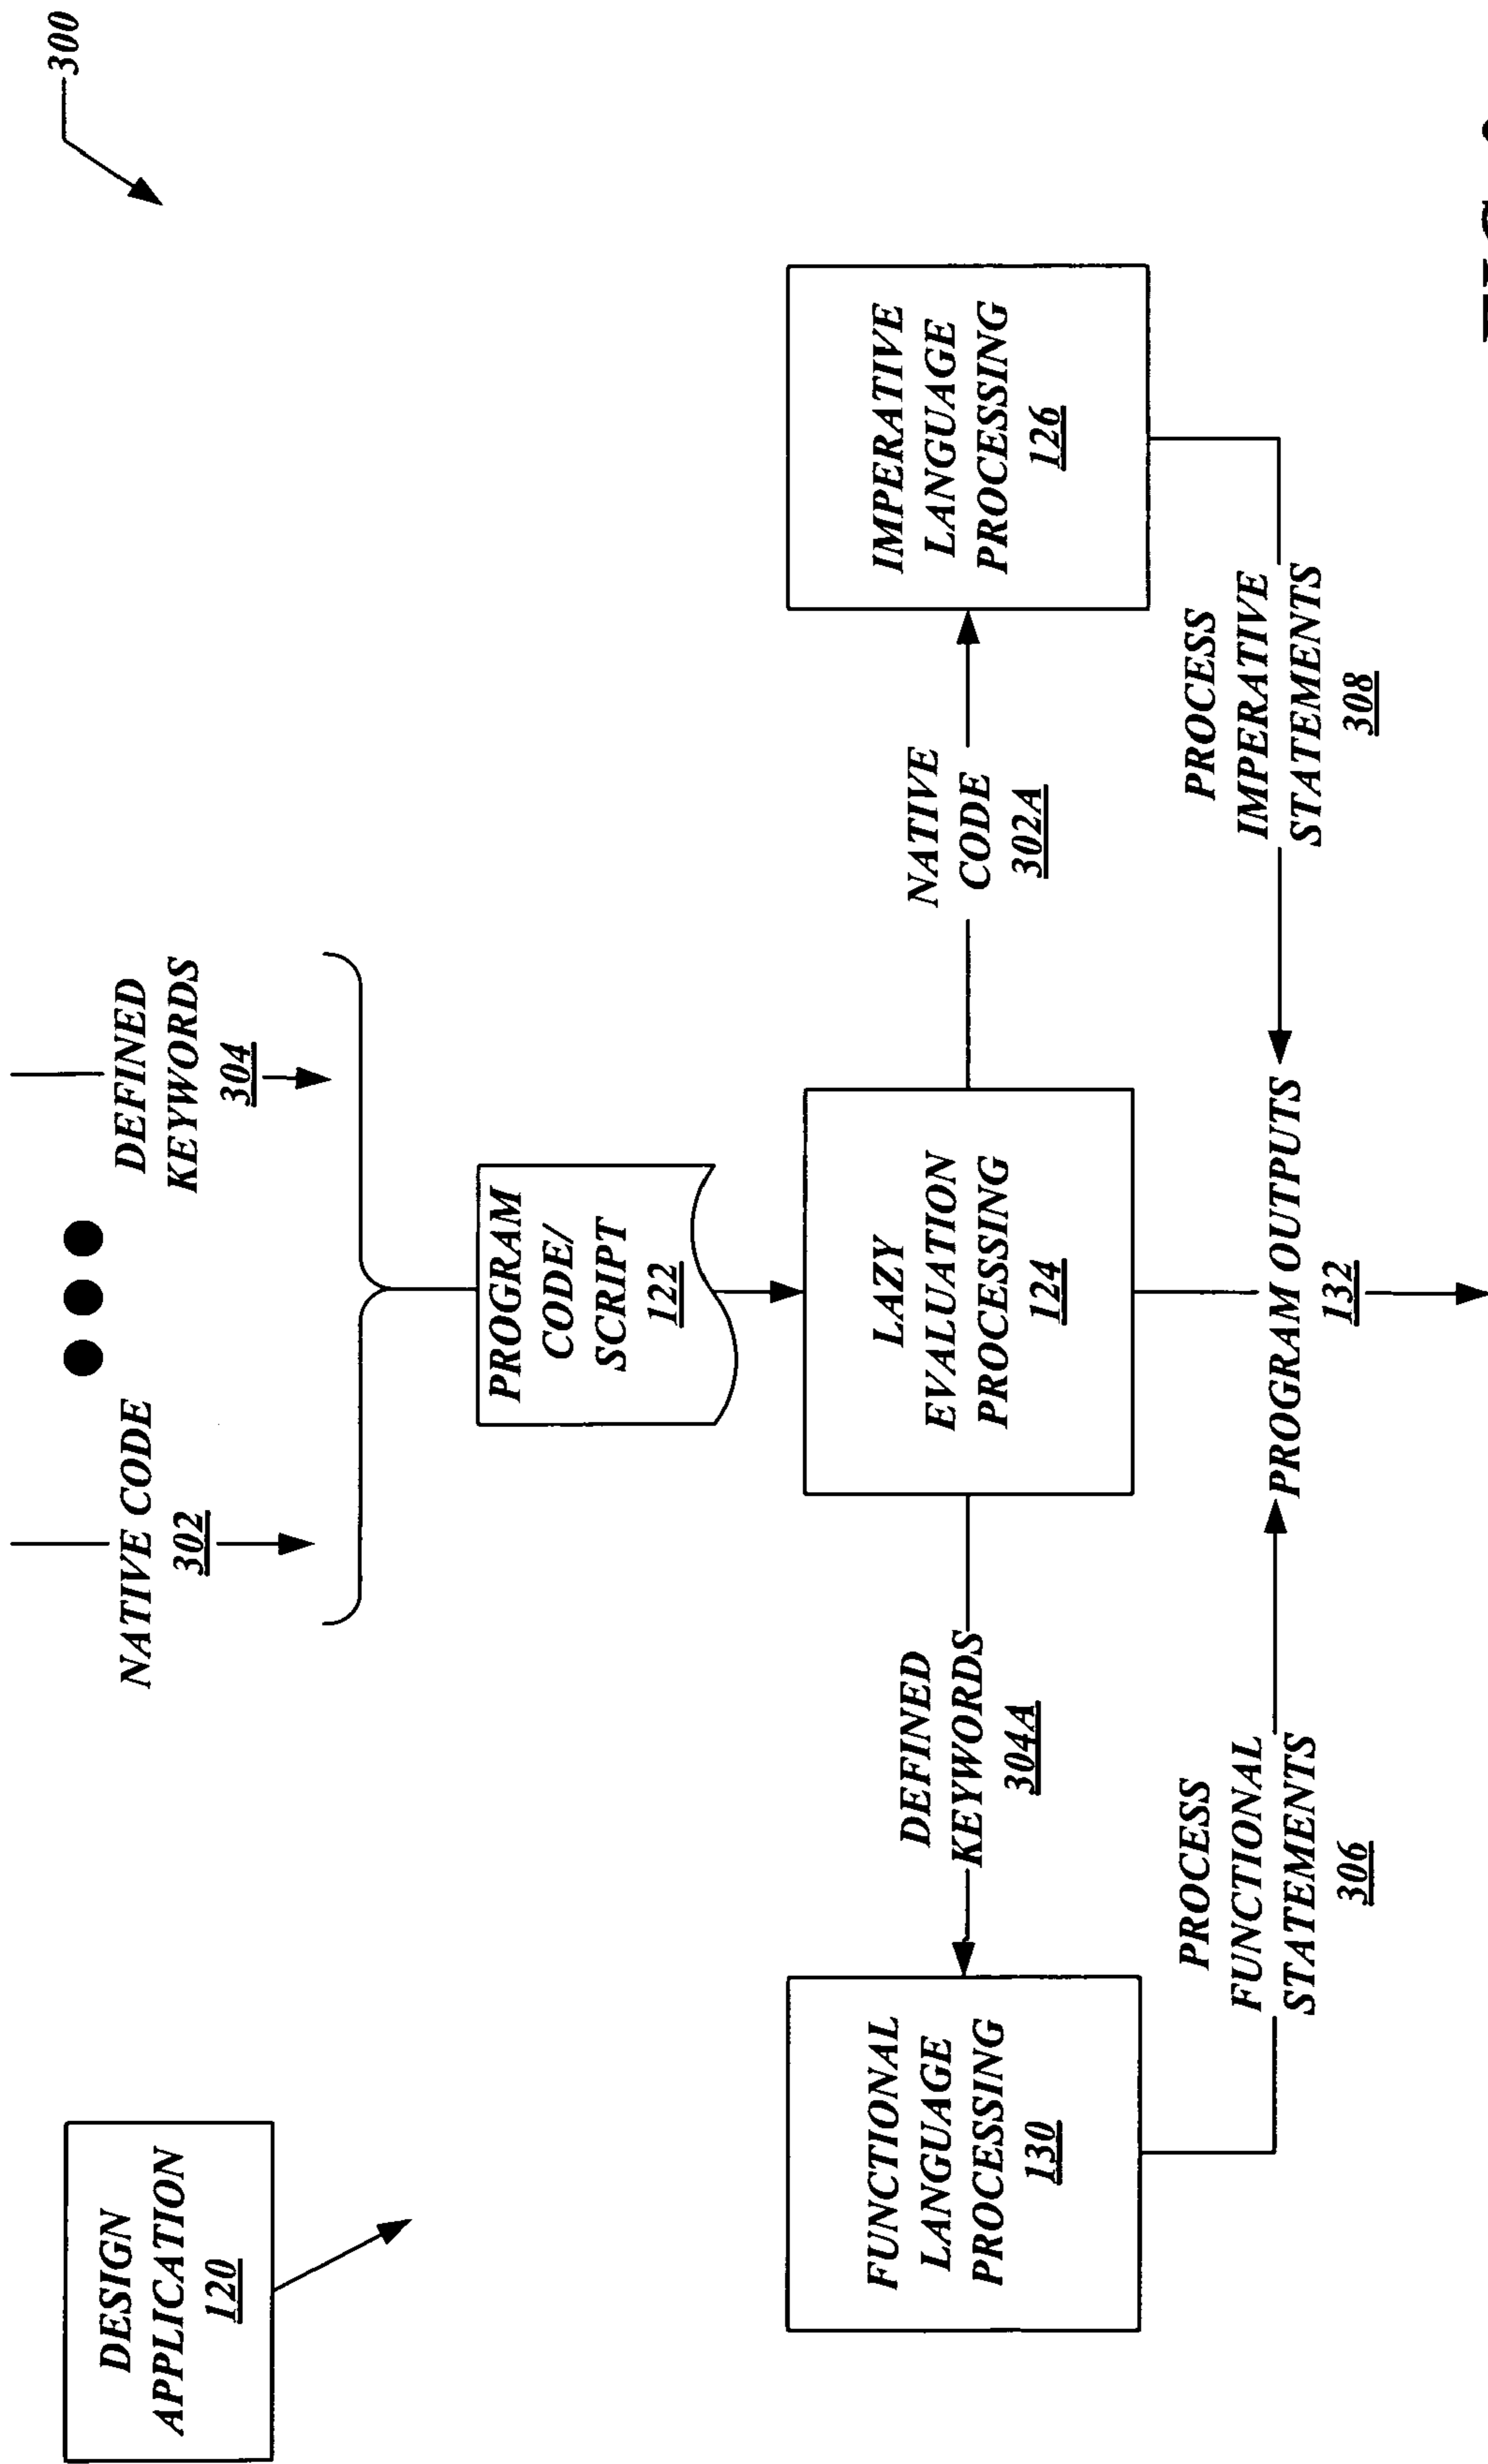 300
DESIGN
APPLICATION
120
NATIVE CODE
302
DEFINED
KEYWORDS
304
PROGRAM
CODE/
SCRIPT
122
FUNCTIONAL
LANGUAGE
PROCESSING
130
DEFINED
KEYWORDS
304A
LAZY
EVALUATION
PROCESSING
124
NATIVE
CODE
302A
IMPERATIVE
LANGUAGE
PROCESSING
126
PROCESS
FUNCTIONAL
STATEMENTS
306
PROGRAM OUTPUTS
132
PROCESS
IMPERATIVE
STATEMENTS
308